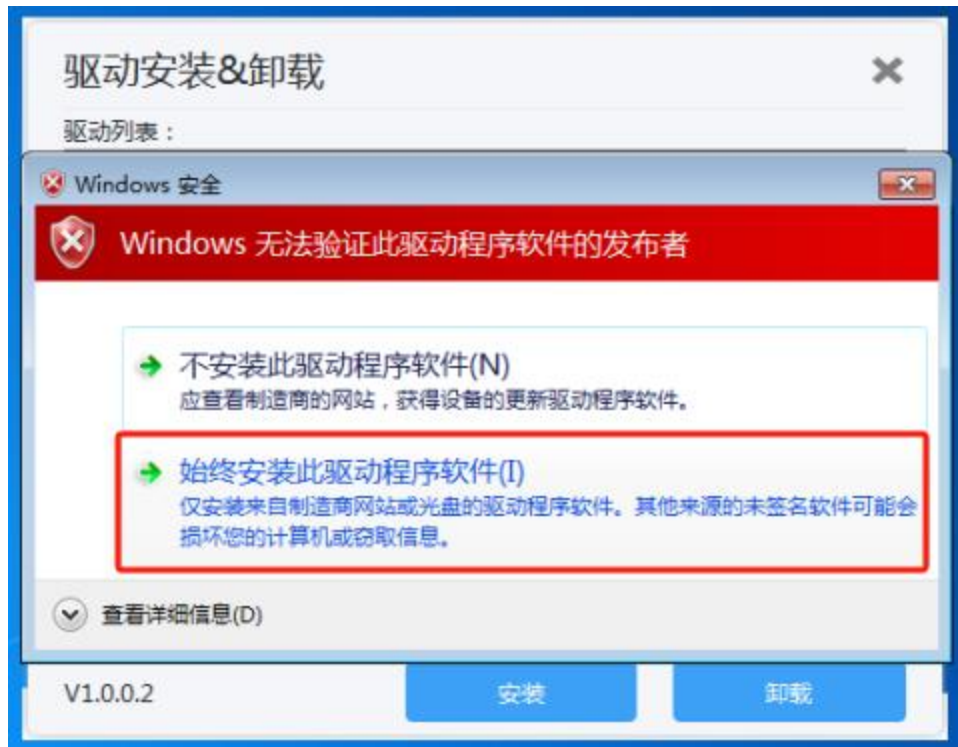 驱动安装&卸载
驱动列表：
Windows 安全
Windows 无法验证此驱动程序软件的发布者
不安装此驱动程序软件(N)
应查看制造商的网站，获得设备的更新驱动程序软件。
始终安装此驱动程序软件(I)
仅安装来自制造商网站或光盘的驱动程序软件。其他来源的未签名软件可能会
损坏您的计算机或窃取信息。
查看详细信息(D)
V1.0.0.2
安装
卸载